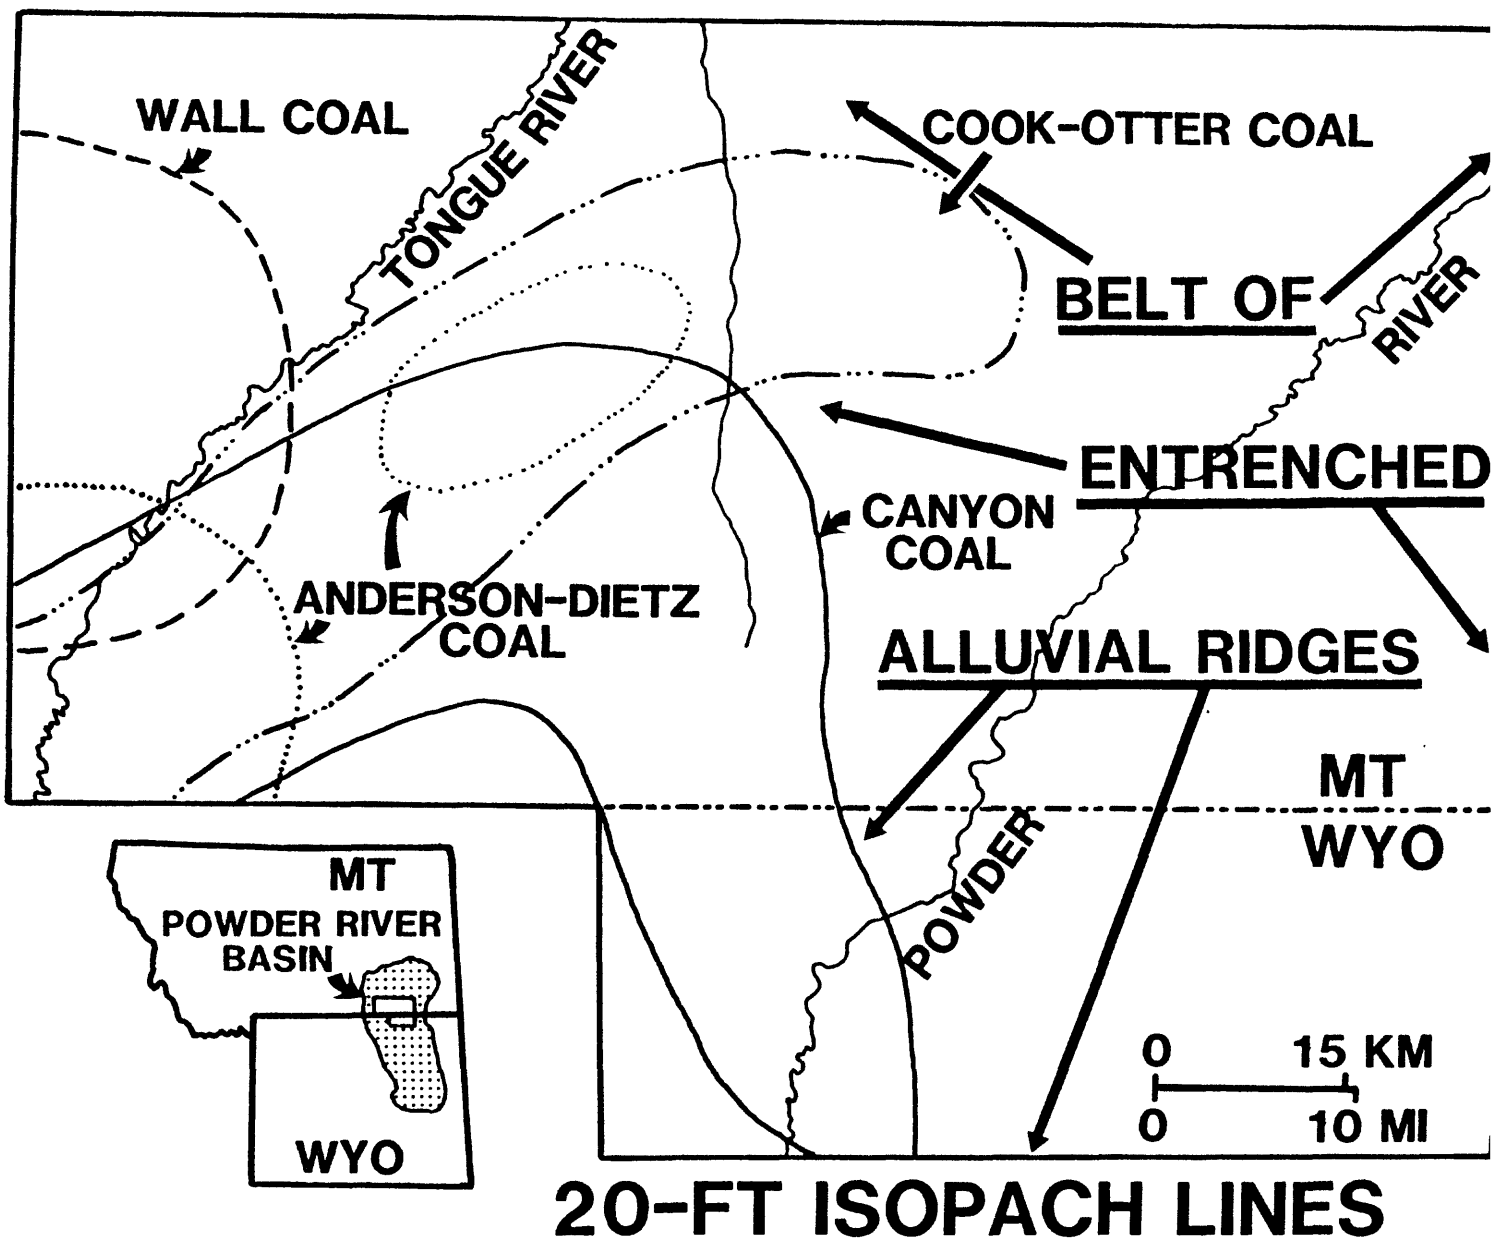 WALL COAL
TONGUE RIVER
COOK-OTTER COAL
BELT OF
RIVER
ENTRENCHED
CANYON
COAL
ANDERSON-DIETZ
COAL
ALLUVIAL RIDGES
MT
WYO
POWDER
MT
POWDER RIVER
BASIN
WYO
0 15 KM
0 10 MI
20-FT ISOPACH LINES